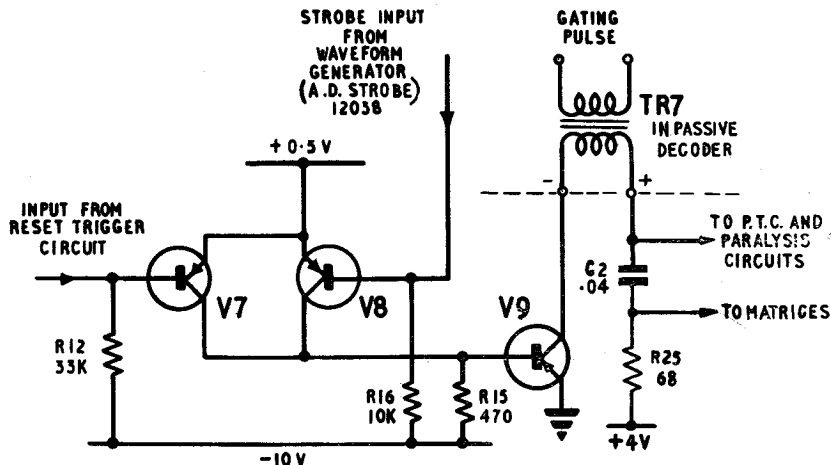 STROBE INPUT
FROM
WAVEFORM
GENERATOR
(A.D. STROBE)
12038
GATING
PULSE
TR7
IN PASSIVE
DECODER
+0.5V
- +
INPUT FROM
RESET TRIGGER
CIRCUIT
TO P.T.C. AND
PARALYSIS
CIRCUITS
C2
.04
V7
V8
V9
TO MATRICES
R12
33K
R16
10K
R15
470
R25
68
+4V
-10V